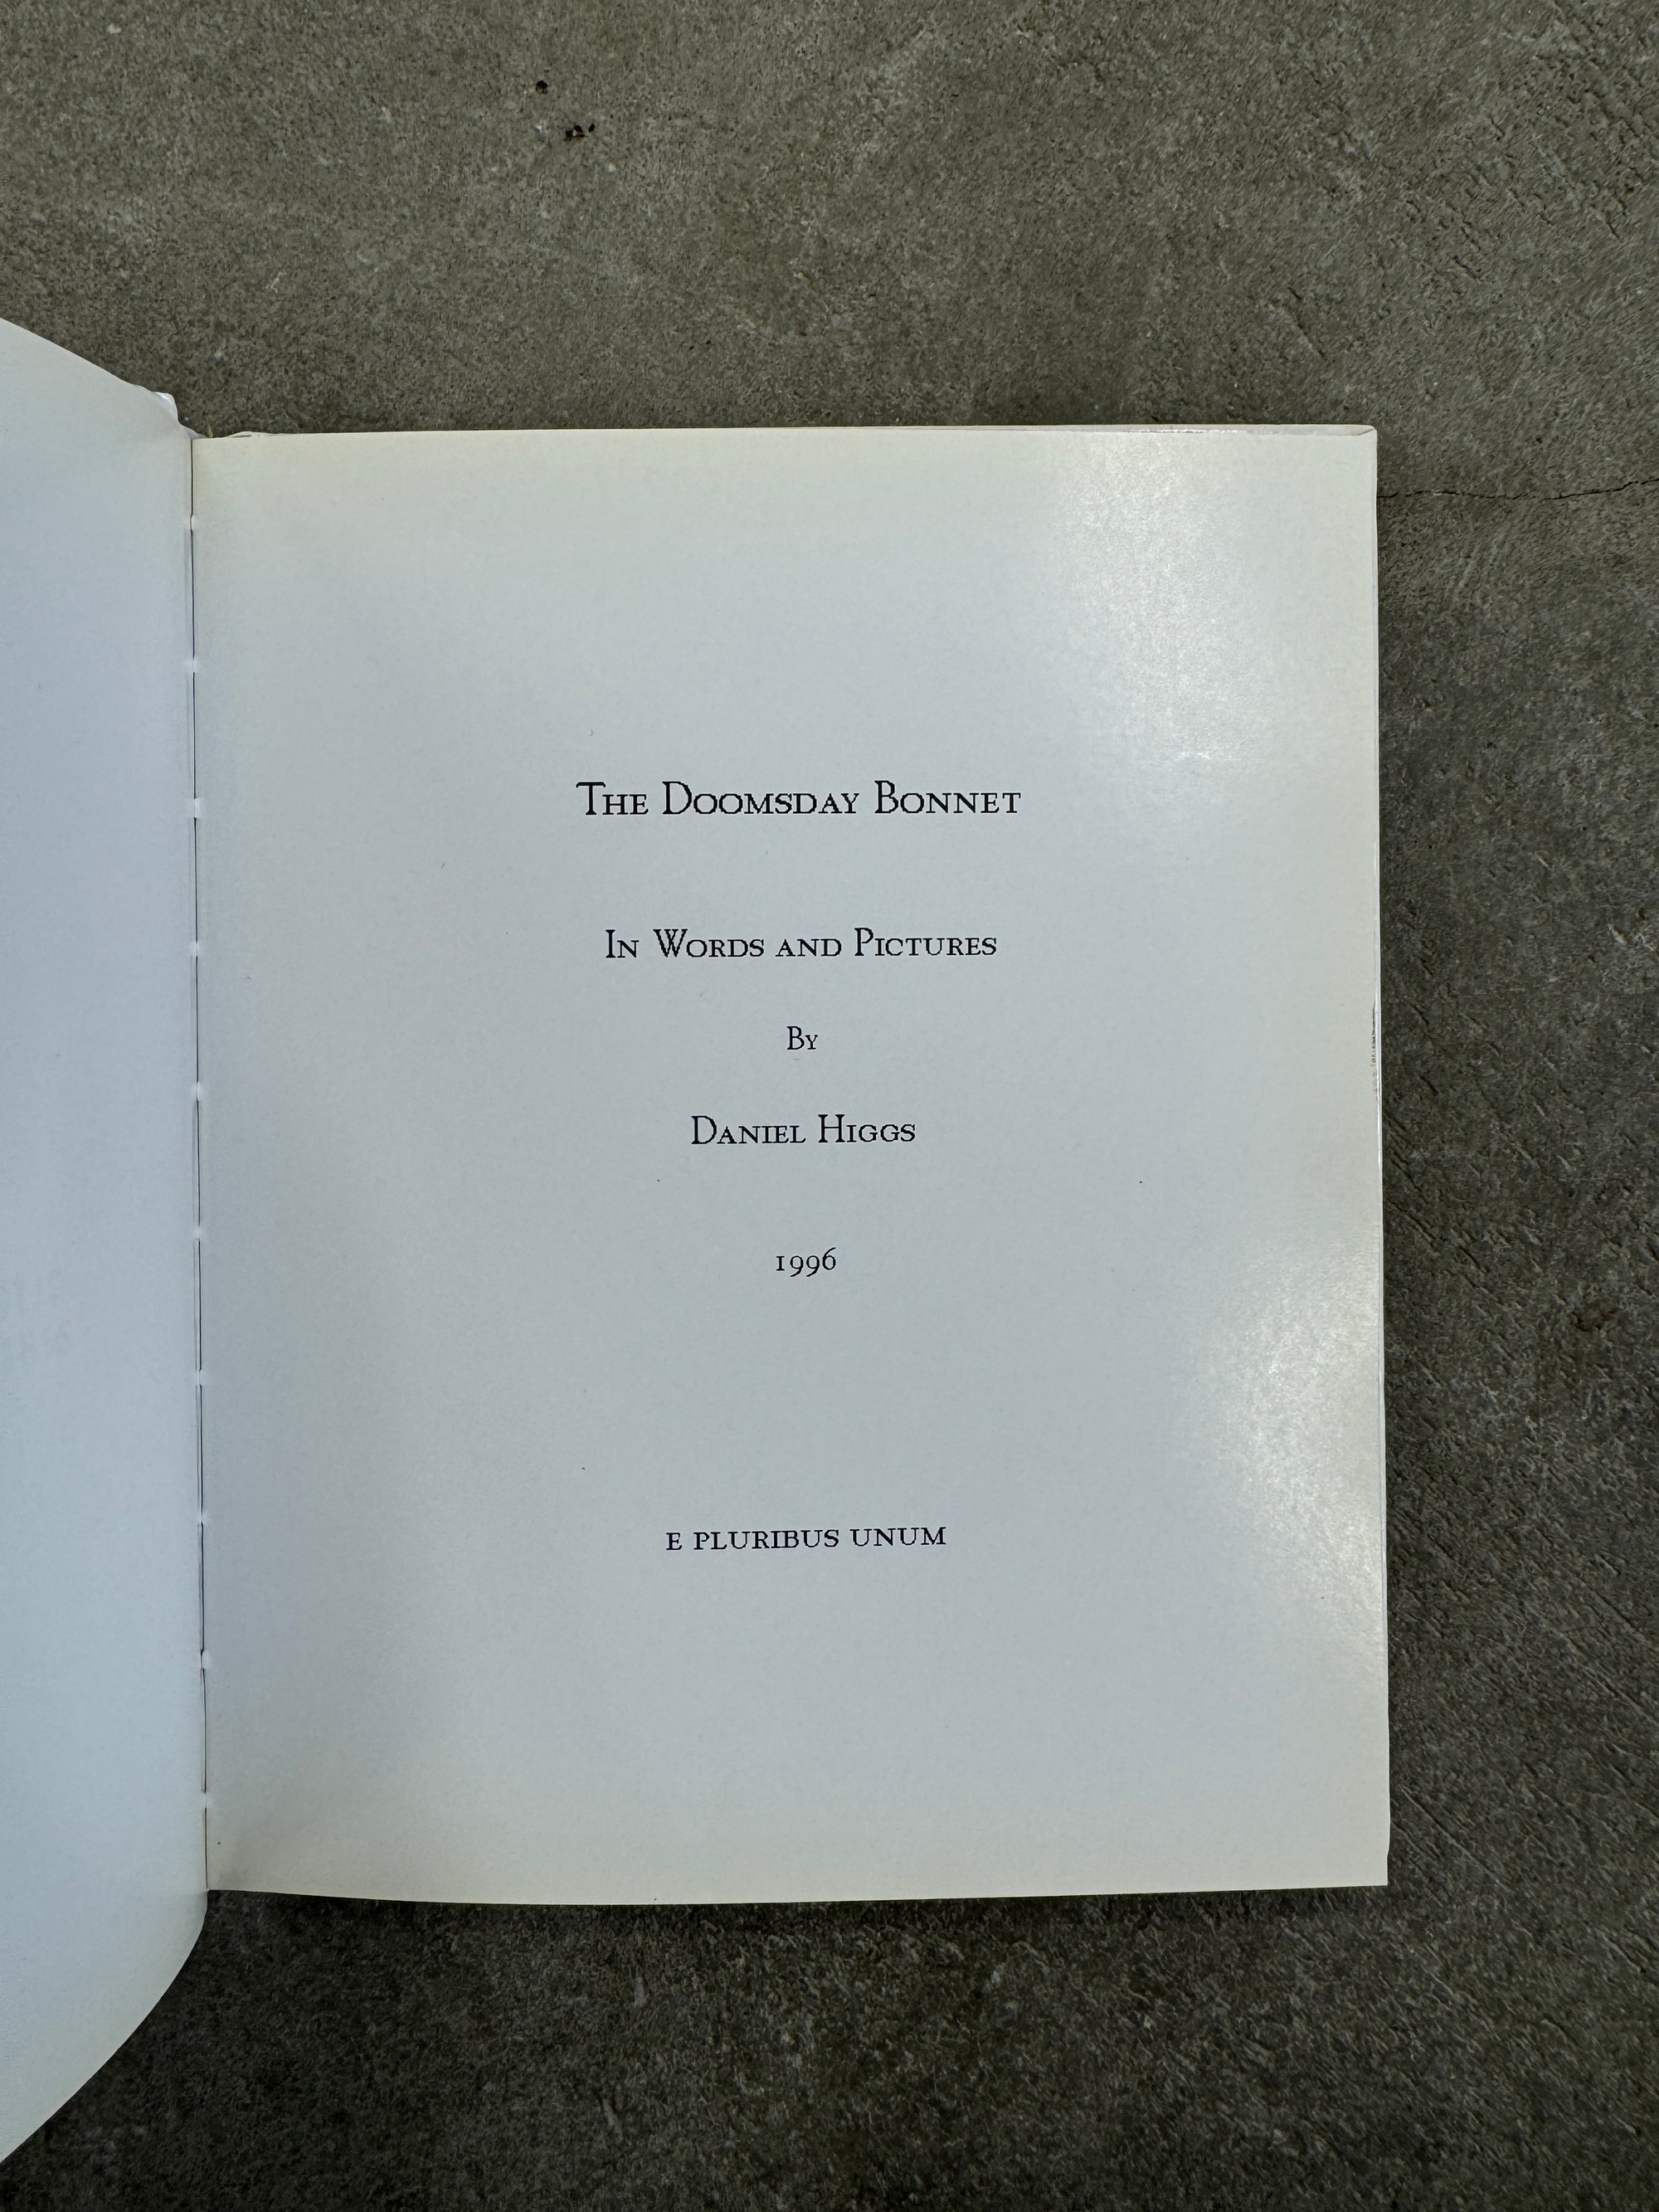 The Doomsday Bonnet
In Words and Pictures
By
Daniel Higgs
1996
E PLURIBUS UNUM